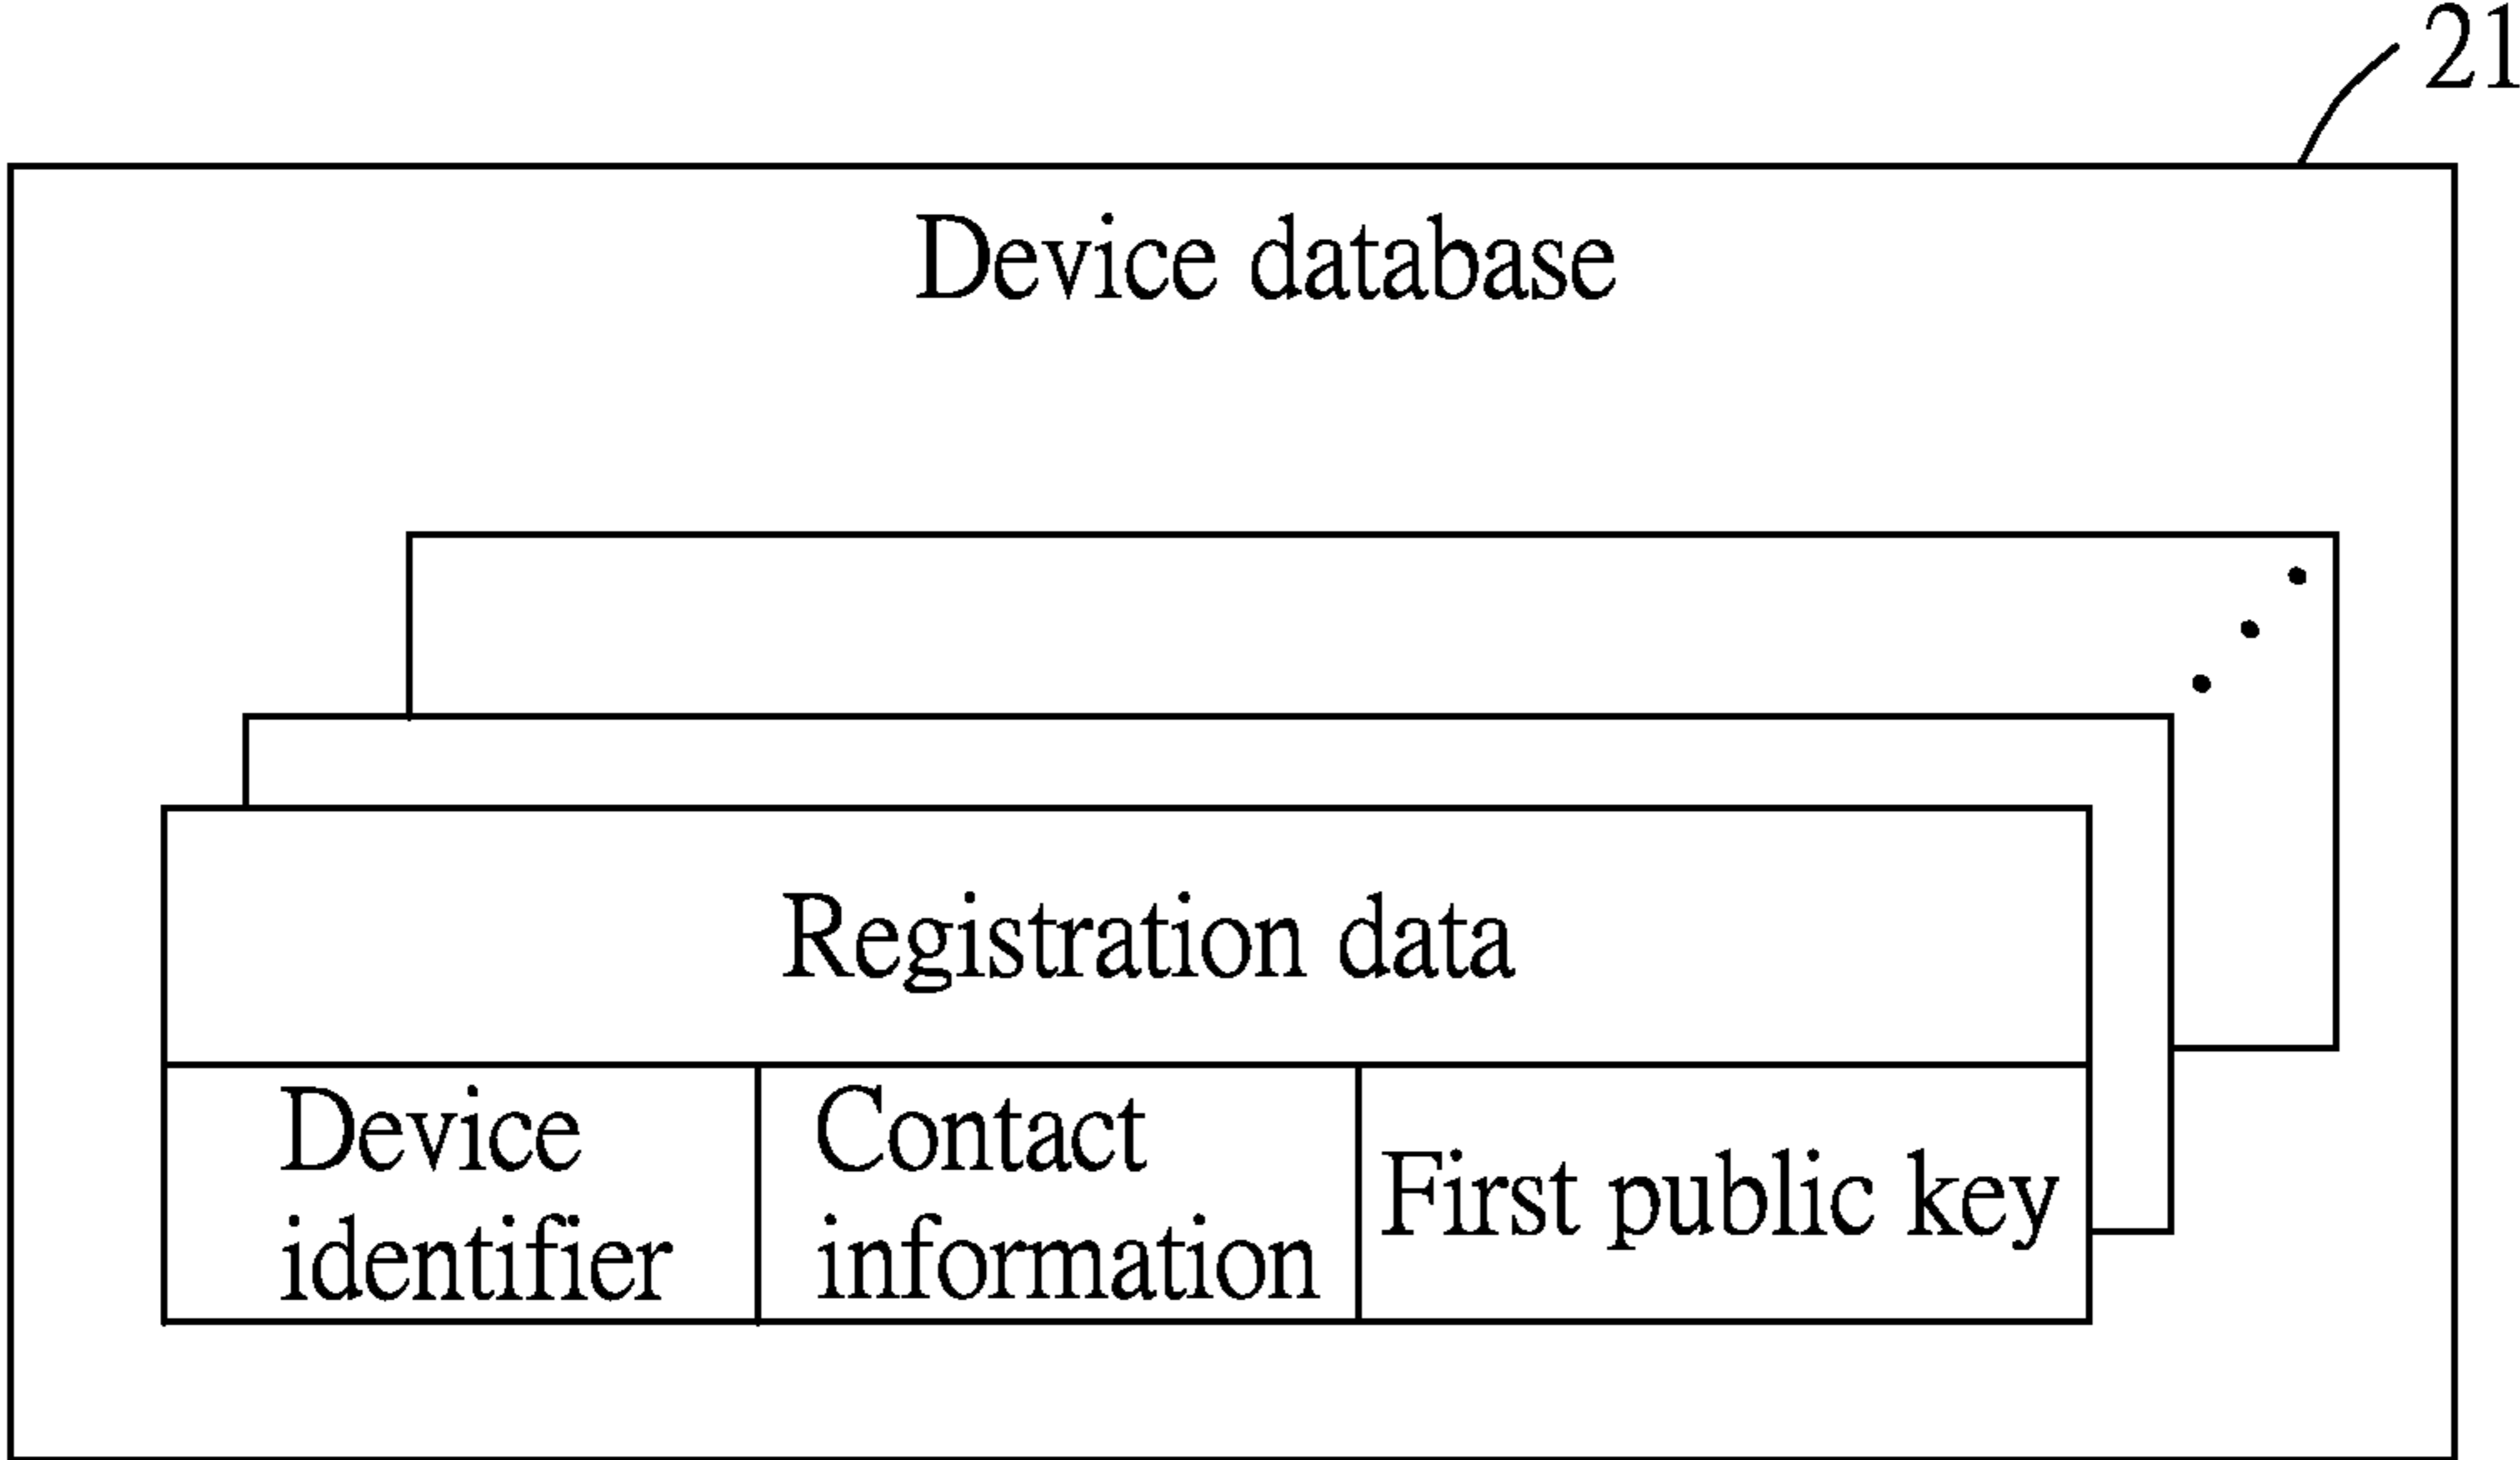 21
Device database
Registration data
Device
identifier
Contact
information
First public key